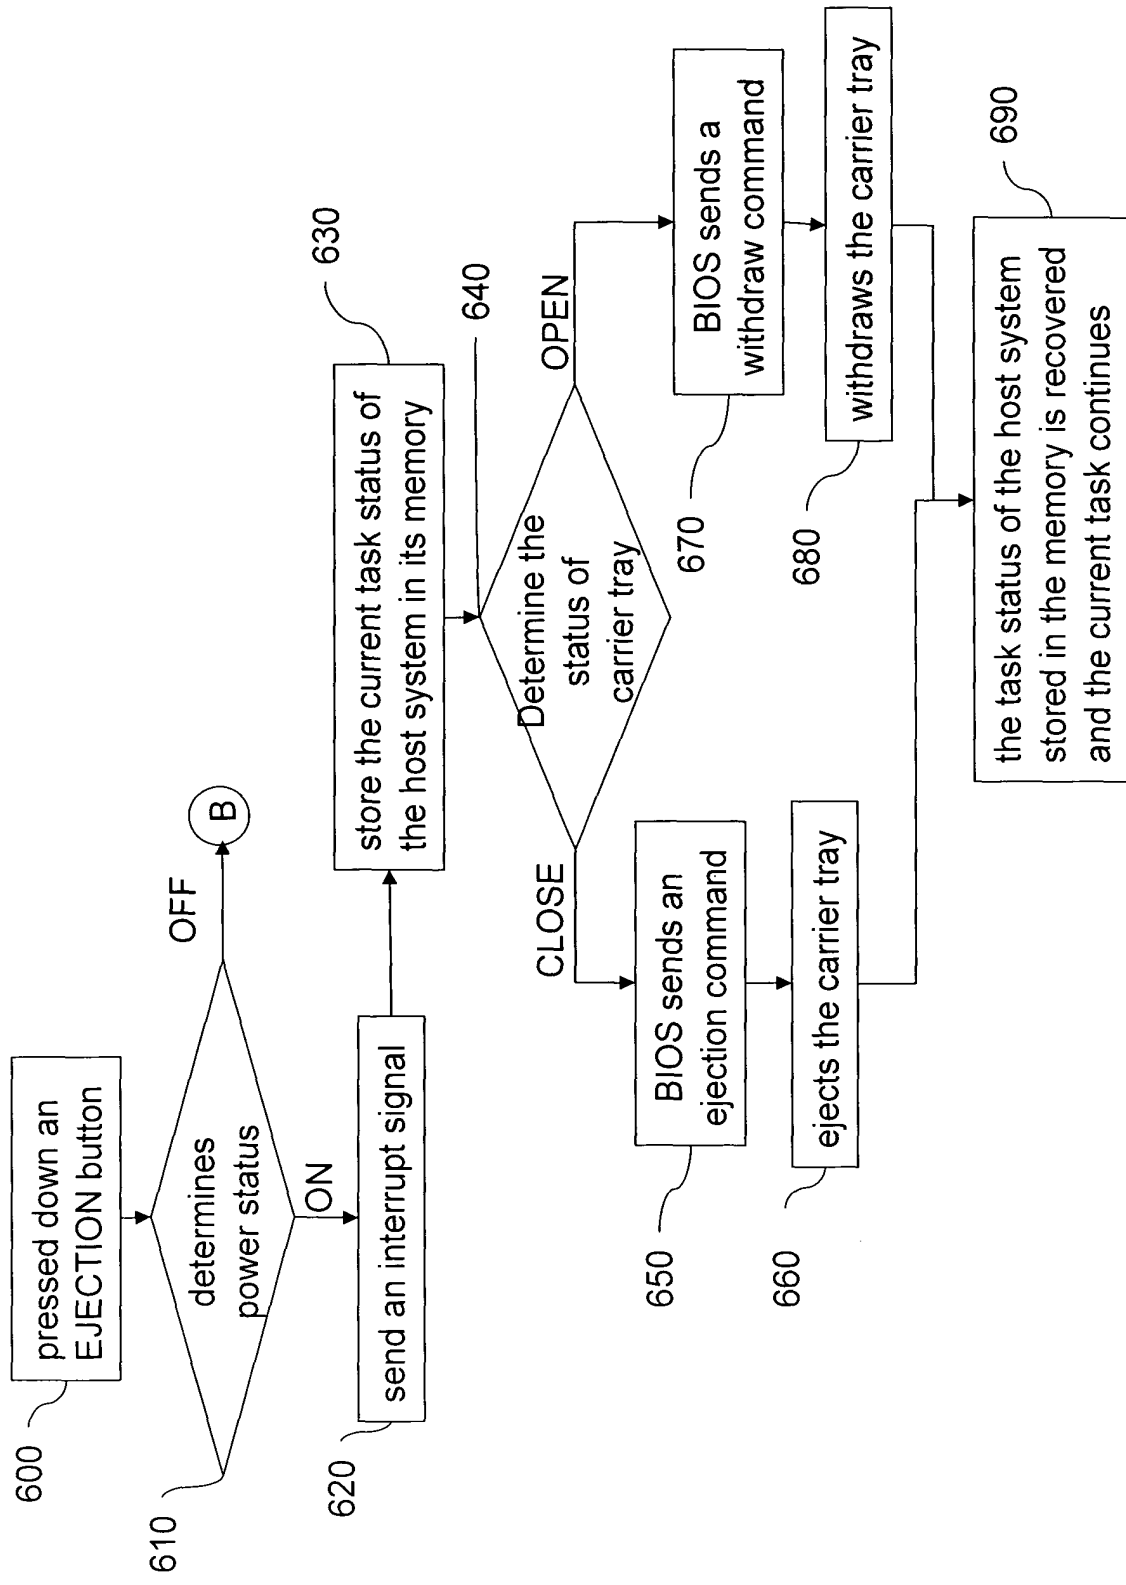 600
pressed down an
EJECTION button
610
determines
power status
OFF
B
ON
620
send an interrupt signal
630
store the current task status of
the host system in its memory
640
Determine the
status of
carrier tray
CLOSE
OPEN
650
BIOS sends an
ejection command
660
ejects the carrier tray
670
BIOS sends a
withdraw command
680
withdraws the carrier tray
690
the task status of the host system
stored in the memory is recovered
and the current task continues